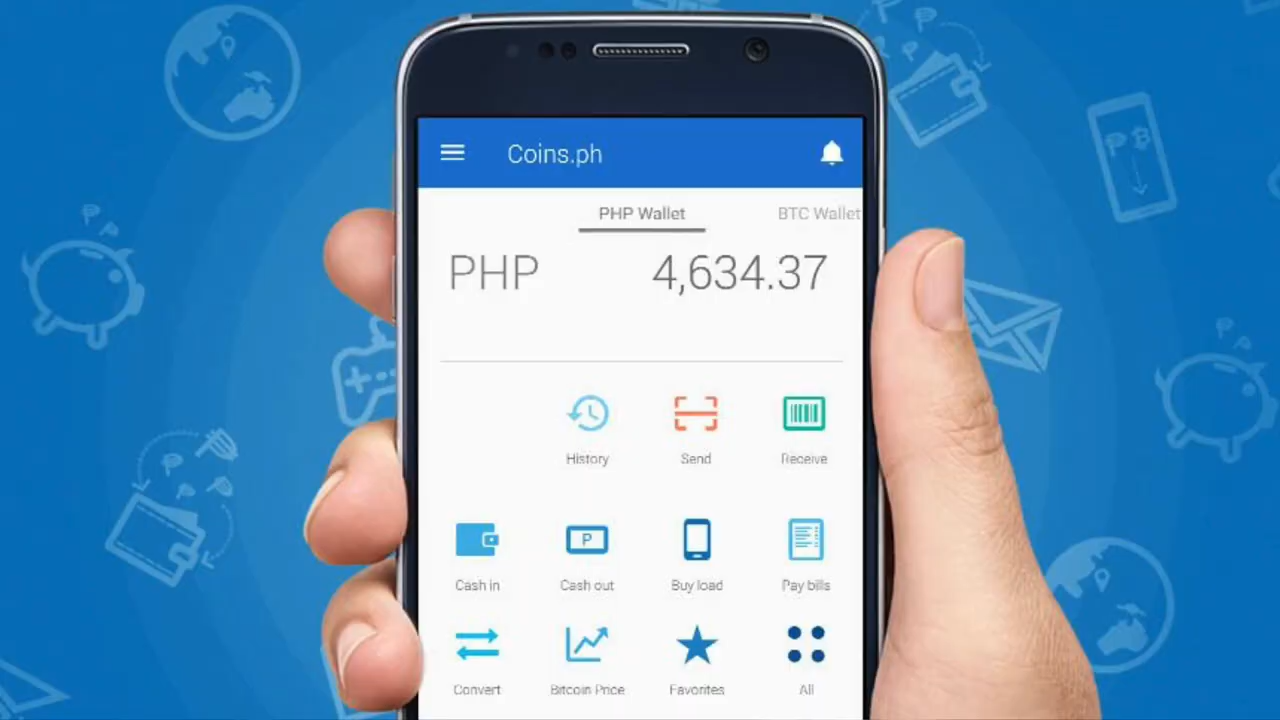 Coins.ph
PHP Wallet BTC Wallet
PHP 4,634.37
History Send Receive
Cash in Cash out Buy load Pay bills
Convert Bitcoin Price Favorites All